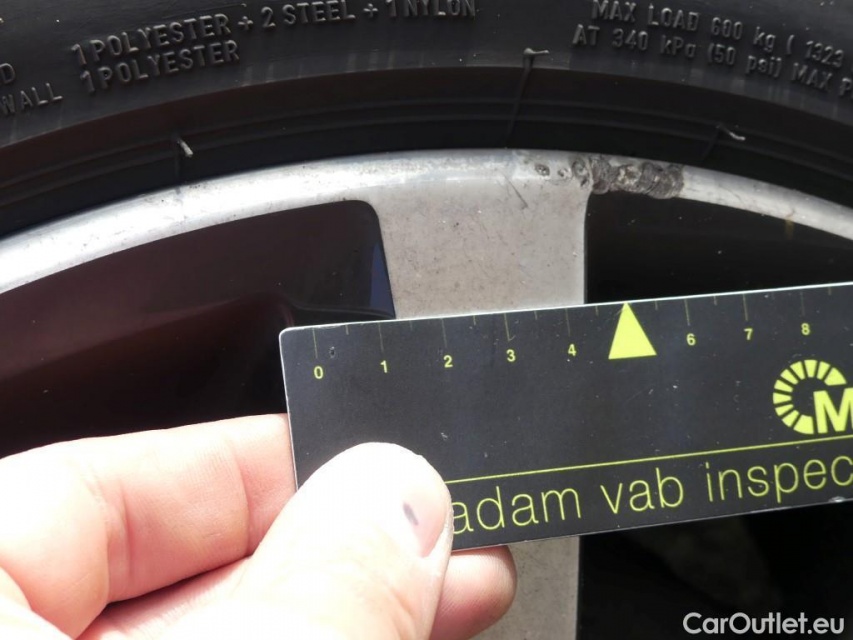 1 POLYESTER + 2 STEEL + 1 NYLON
WALL 1 POLYESTER
MAX LOAD 600 kg ( 1323
AT 340 kPa (50 psi) MAX
0 1 2 3 4 6 7 8
M
adam vab inspec
CarOutlet.eu